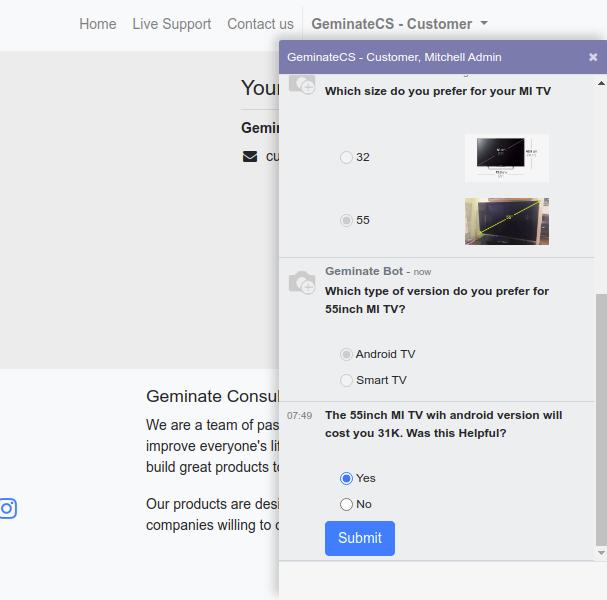 Home Live Support Contact us GeminateCS - Customer
GeminateCS - Customer, Mitchell Admin
Your
Gemin
cu
Which size do you prefer for your MI TV
32
55
Geminate Bot - now
Which type of version do you prefer for
55inch MI TV?
Android TV
Smart TV
07:49 The 55inch MI TV wih android version will
cost you 31K. Was this Helpful?
Yes
No
Submit
Geminate Consul
We are a team of pas
improve everyone's lif
build great products to
Our products are desi
companies willing to o